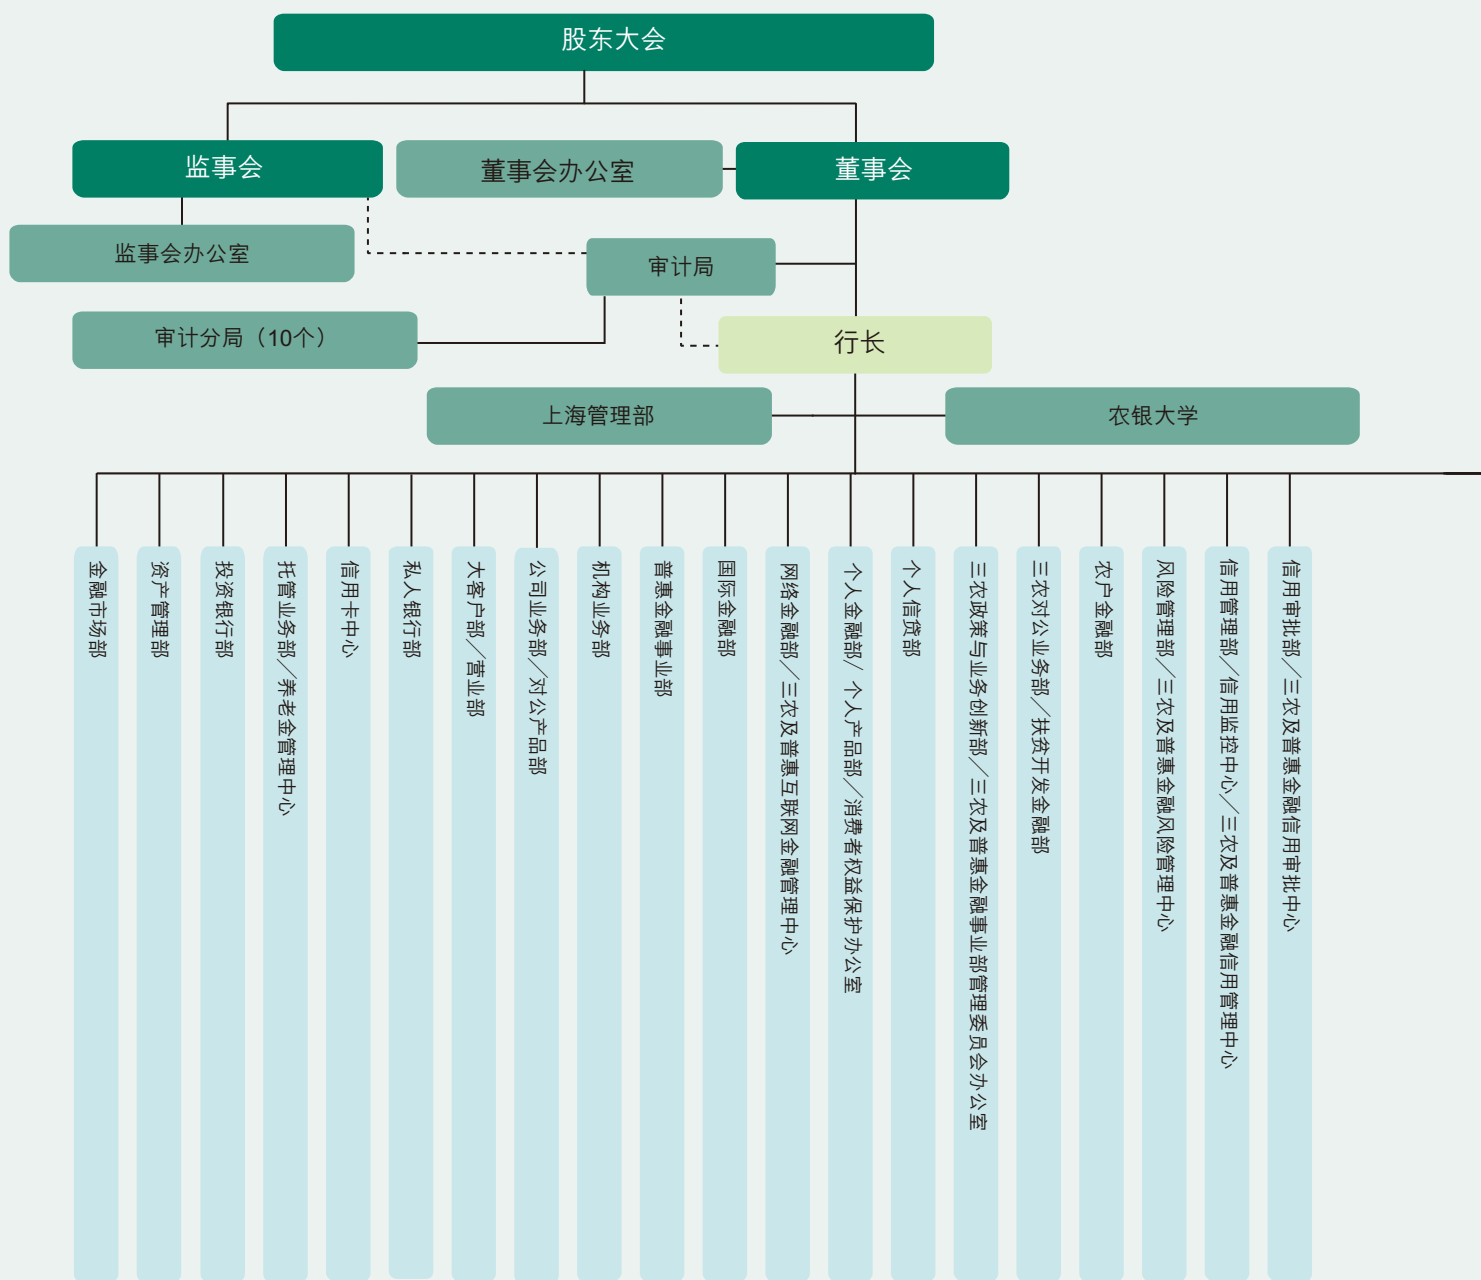 股东大会
监事会
董事会办公室
董事会
监事会办公室
审计局
审计分局（10个）
行长
上海管理部
农银大学
金融市场部
资产管理部
投资银行部
托管业务部／养老金管理中心
信用卡中心
私人银行部
大客户部／营业部
公司业务部／对公产品部
机构业务部
普惠金融事业部
国际金融部
网络金融部／三农及普惠互联网金融管理中心
个人金融部／个人产品部／消费者权益保护办公室
个人信贷部
三农政策与业务创新部／三农及普惠金融事业部管理委员会办公室
三农对公业务部／扶贫开发金融部
农户金融部
风险管理部／三农及普惠金融风险管理中心
信用管理部／信用监控中心／三农及普惠金融信用管理中心
信用审批部／三农及普惠金融信用审批中心